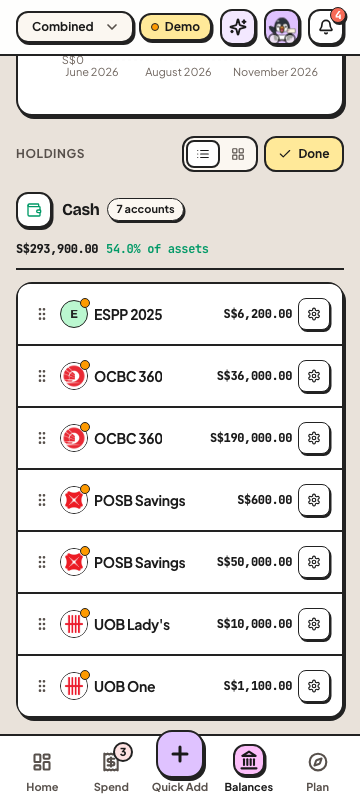 Combined
Demo
4
S$0
June 2026 August 2026 November 2026
HOLDINGS
Done
Cash 7 accounts
S$293,900.00 54.0% of assets
E ESPP 2025 S$6,200.00
OCBC 360 S$36,000.00
OCBC 360 S$190,000.00
POSB Savings S$600.00
POSB Savings S$50,000.00
UOB Lady's S$10,000.00
UOB One S$1,100.00
3
Home Spend Quick Add Balances Plan